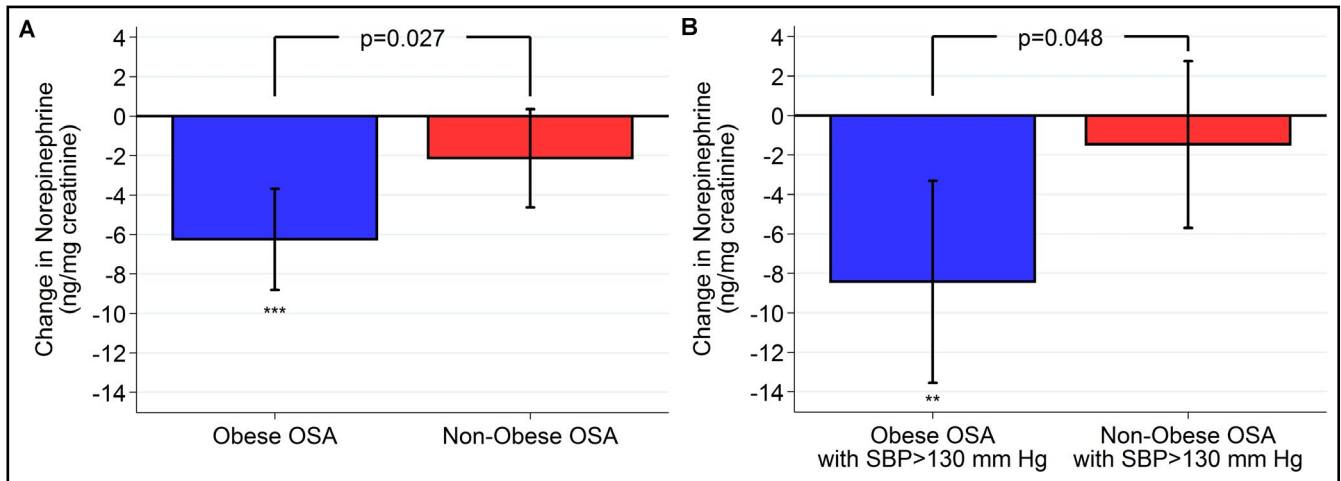 A
Change in Norepinephrine
(ng/mg creatinine)
4
2
0
-2
-4
-6
-8
-10
-12
-14
p=0.027
***
Obese OSA
Non-Obese OSA
B
Change in Norepinephrine
(ng/mg creatinine)
4
2
0
-2
-4
-6
-8
-10
-12
-14
p=0.048
**
Obese OSA
with SBP>130 mm Hg
Non-Obese OSA
with SBP>130 mm Hg